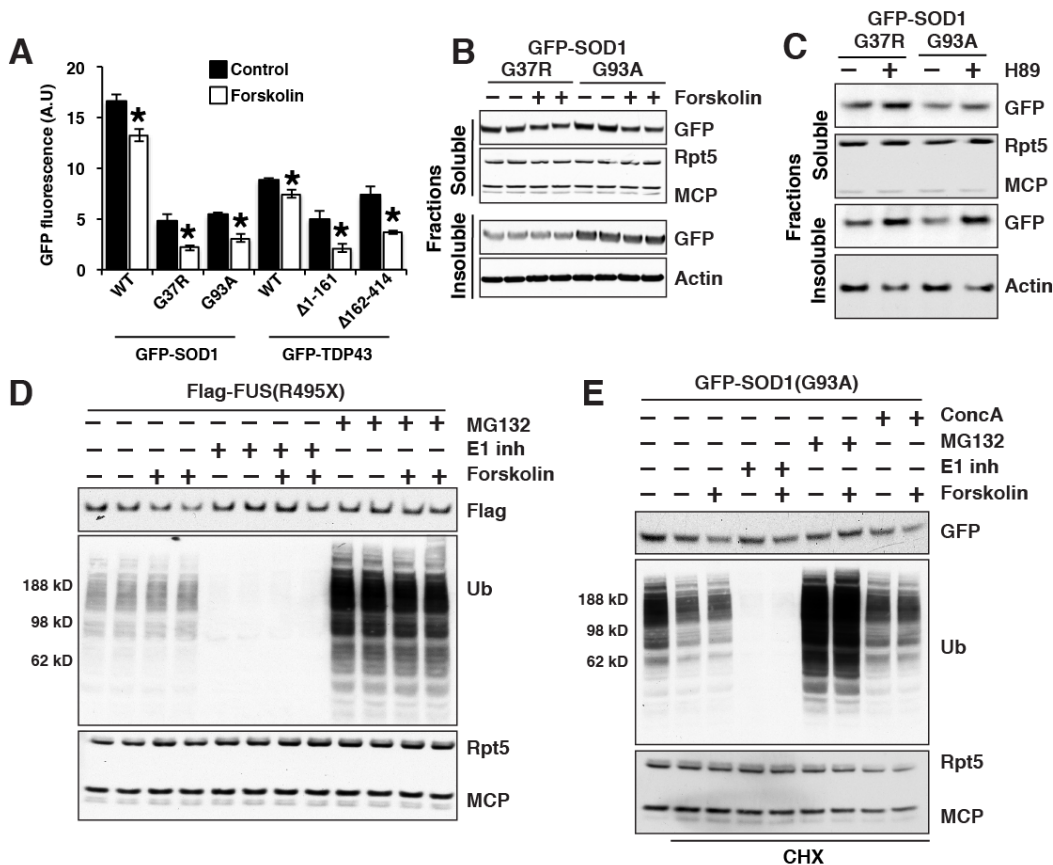 A
20
15
10
5
0
GFP fluorescence (A.U)
Control
Forskolin
* * * * * *
WT G37R G93A WT Δ1-161 Δ162-414
GFP-SOD1 GFP-TDP43
B
GFP-SOD1
G37R G93A
− − + + − − + + Forskolin
Fractions
Soluble
GFP
Rpt5
MCP
Insoluble
GFP
Actin
C
GFP-SOD1
G37R G93A
− + − + H89
Fractions
Soluble
GFP
Rpt5
MCP
Insoluble
GFP
Actin
D
Flag-FUS(R495X)
− − − − − − − − + + + + MG132
− − − − + + + + − − − − E1 inh
− − + + − − + + − − + + Forskolin
Flag
188 kD
98 kD
62 kD
Ub
Rpt5
MCP
E
GFP-SOD1(G93A)
− − − − − − − + + ConcA
− − − − − + + − − MG132
− − − + + − − − − E1 inh
− − + − + − + − + Forskolin
GFP
188 kD
98 kD
62 kD
Ub
Rpt5
MCP
CHX